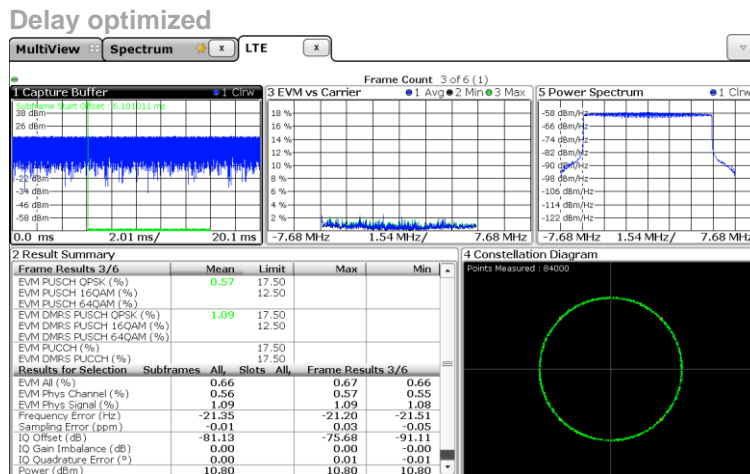 Delay optimized
MultiView Spectrum x LTE x
Frame Count 3 of 6 (1)
1 Capture Buffer 1 Clrw
Subframe Start Offset : 6.101011 ms
38 dBm
26 dBm
-22 dBm
-34 dBm
-46 dBm
-58 dBm
0.0 ms 2.01 ms/ 20.1 ms
3 EVM vs Carrier 1 Avg 2 Min 3 Max
18 %
16 %
14 %
12 %
10 %
8 %
6 %
4 %
2 %
-7.68 MHz 1.54 MHz/ 7.68 MHz
5 Power Spectrum 1 Clrw
-58 dBm/Hz
-66 dBm/Hz
-74 dBm/Hz
-82 dBm/Hz
-90 dBm/Hz
-98 dBm/Hz
-106 dBm/Hz
-114 dBm/Hz
-122 dBm/Hz
-7.68 MHz 1.54 MHz/ 7.68 MHz
2 Result Summary
Frame Results 3/6 Mean Limit Max Min
EVM PUSCH QPSK (%) 0.57 17.50
EVM PUSCH 16QAM (%) 12.50
EVM PUSCH 64QAM (%)
EVM DMRS PUSCH QPSK (%) 1.09 17.50
EVM DMRS PUSCH 16QAM (%) 12.50
EVM DMRS PUSCH 64QAM (%)
EVM PUCCH (%) 17.50
EVM DMRS PUCCH (%) 17.50
Results for Selection Subframes All, Slots All, Frame Results 3/6
EVM All (%) 0.66 0.67 0.66
EVM Phys Channel (%) 0.56 0.57 0.55
EVM Phys Signal (%) 1.09 1.09 1.08
Frequency Error (Hz) -21.35 -21.20 -21.51
Sampling Error (ppm) -0.01 0.03 -0.05
IQ Offset (dB) -81.13 -75.68 -91.11
IQ Gain Imbalance (dB) 0.00 0.00 -0.00
IQ Quadrature Error (°) 0.00 0.01 -0.01
Power (dBm) 10.80 10.80 10.80
4 Constellation Diagram
Points Measured : 84000